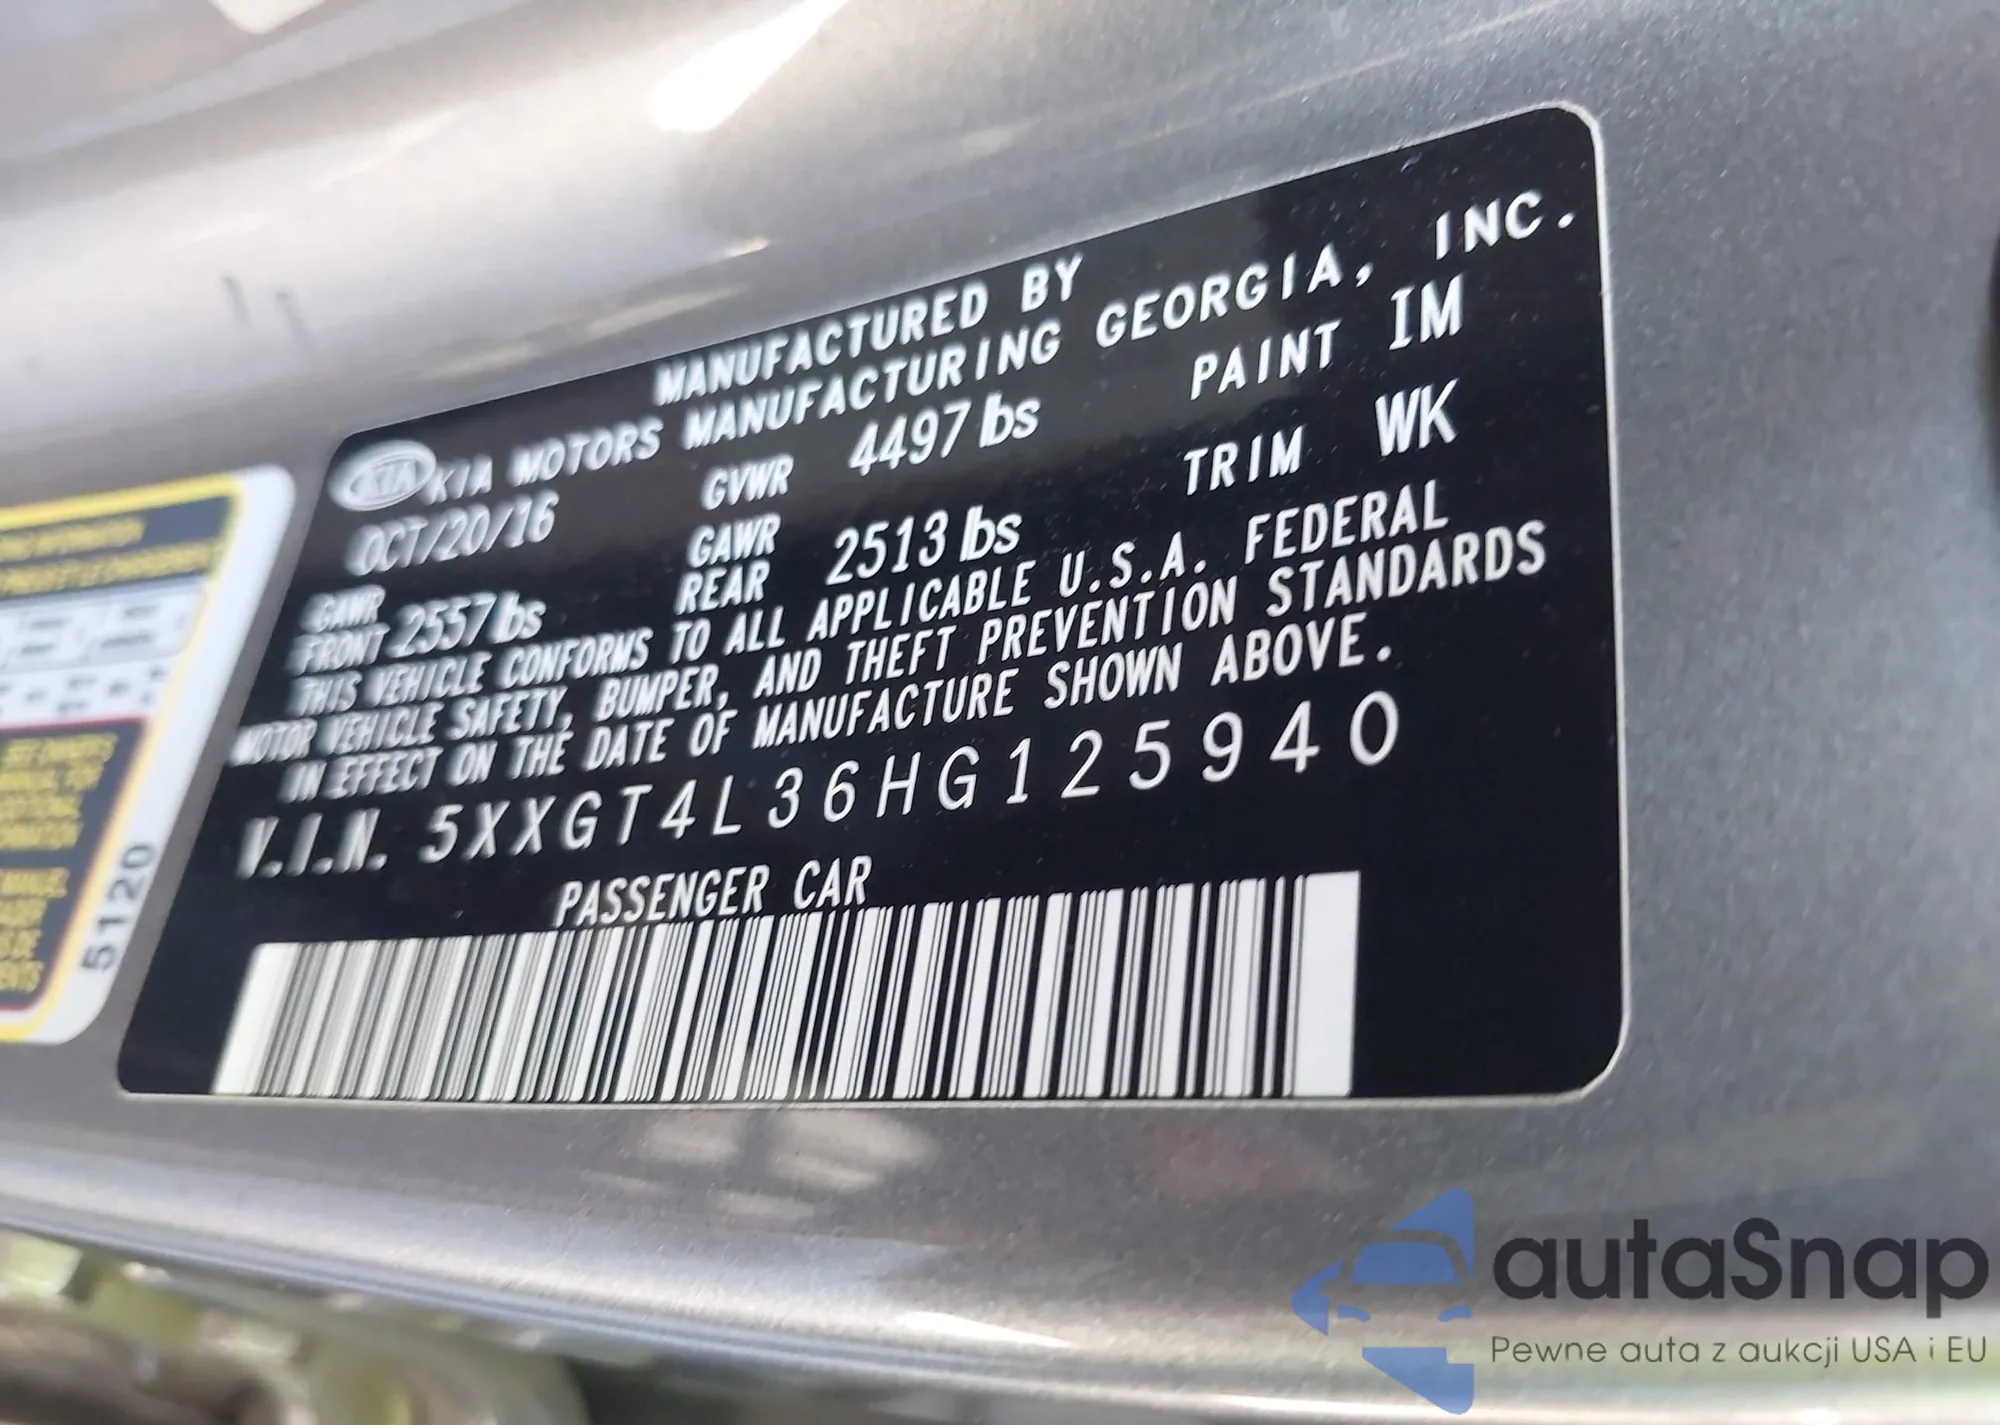 MANUFACTURED BY
KIA KIA MOTORS MANUFACTURING GEORGIA, INC.
OCT/20/16 GVWR 4497 lbs PAINT IM
GAWR FRONT 2557 lbs GAWR REAR 2513 lbs TRIM WK
THIS VEHICLE CONFORMS TO ALL APPLICABLE U.S.A. FEDERAL
MOTOR VEHICLE SAFETY, BUMPER, AND THEFT PREVENTION STANDARDS
IN EFFECT ON THE DATE OF MANUFACTURE SHOWN ABOVE.
V.I.N. 5XXGT4L36HG125940
PASSENGER CAR
5120
autaSnap
Pewne auta z aukcji USA i EU